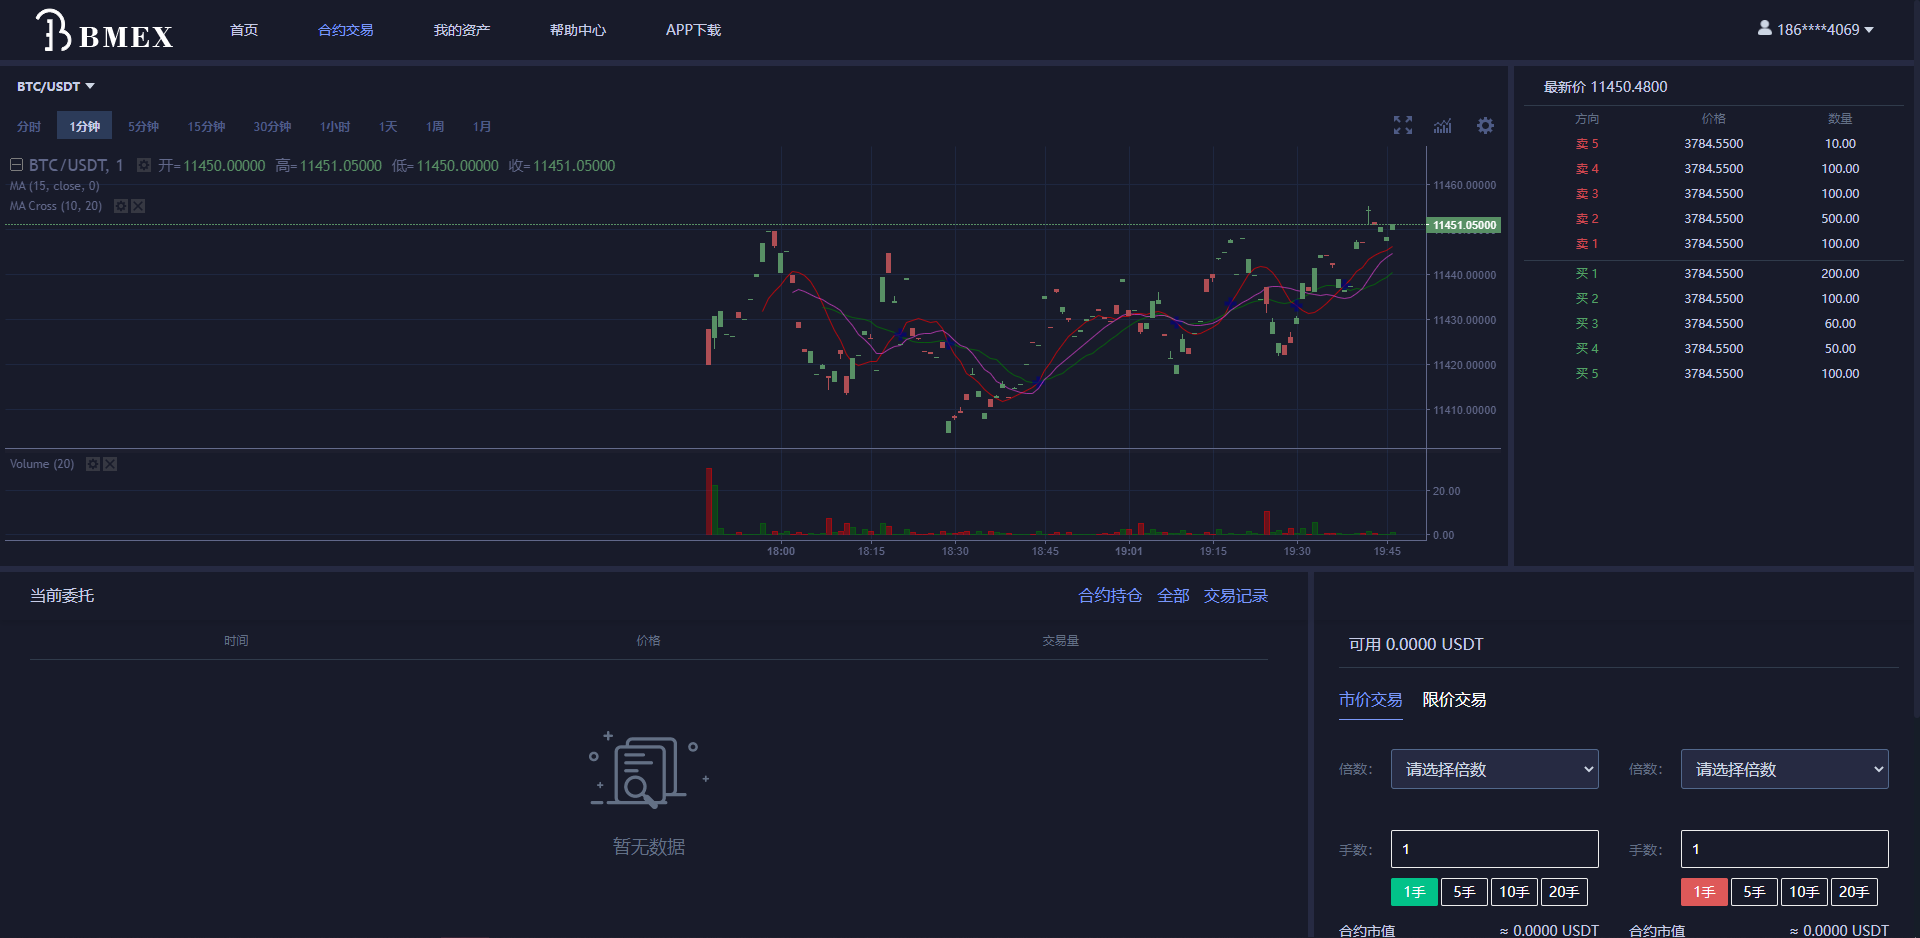 BMEX 首页 合约交易 我的资产 帮助中心 APP下载 186****4069
BTC/USDT
分时 1分钟 5分钟 15分钟 30分钟 1小时 1天 1周 1月
BTC/USDT, 1 开=11450.00000 高=11451.05000 低=11450.00000 收=11451.05000
MA (15, close, 0)
MA Cross (10, 20)
11460.00000
11451.05000
11440.00000
11430.00000
11420.00000
11410.00000
Volume (20)
20.00
0.00
18:00 18:15 18:30 18:45 19:01 19:15 19:30 19:45
最新价 11450.4800
方向 价格 数量
卖 5 3784.5500 10.00
卖 4 3784.5500 100.00
卖 3 3784.5500 100.00
卖 2 3784.5500 500.00
卖 1 3784.5500 100.00
买 1 3784.5500 200.00
买 2 3784.5500 100.00
买 3 3784.5500 60.00
买 4 3784.5500 50.00
买 5 3784.5500 100.00
当前委托 合约持仓 全部 交易记录
时间 价格 交易量
暂无数据
可用 0.0000 USDT
市价交易 限价交易
倍数: 请选择倍数 倍数: 请选择倍数
手数: 1 手数: 1
1手 5手 10手 20手 1手 5手 10手 20手
合约市值 ≈ 0.0000 USDT 合约市值 ≈ 0.0000 USDT